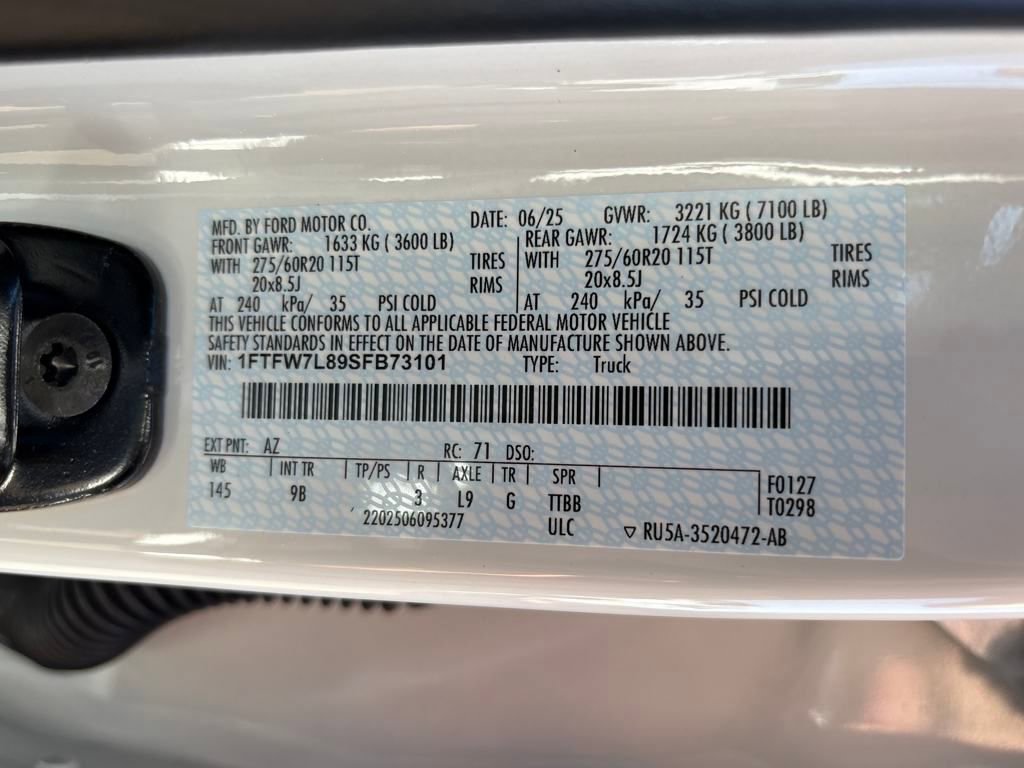 MFD. BY FORD MOTOR CO. DATE: 06/25 GVWR: 3221 KG ( 7100 LB)
FRONT GAWR: 1633 KG ( 3600 LB) REAR GAWR: 1724 KG ( 3800 LB)
WITH 275/60R20 115T TIRES WITH 275/60R20 115T TIRES
20x8.5J RIMS 20x8.5J RIMS
AT 240 kPa/ 35 PSI COLD AT 240 kPa/ 35 PSI COLD
THIS VEHICLE CONFORMS TO ALL APPLICABLE FEDERAL MOTOR VEHICLE
SAFETY STANDARDS IN EFFECT ON THE DATE OF MANUFACTURE SHOWN ABOVE.
VIN: 1FTFW7L89SFB73101 TYPE: Truck
EXT PNT: AZ RC: 71 DSO:
WB INT TR TP/PS R AXLE TR SPR
145 9B 3 L9 G TTBB F0127
T0298
2202506095377 ULC RU5A-3520472-AB